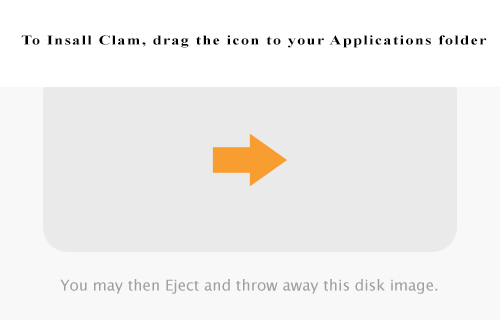 To Insall Clam, drag the icon to your Applications folder
You may then Eject and throw away this disk image.